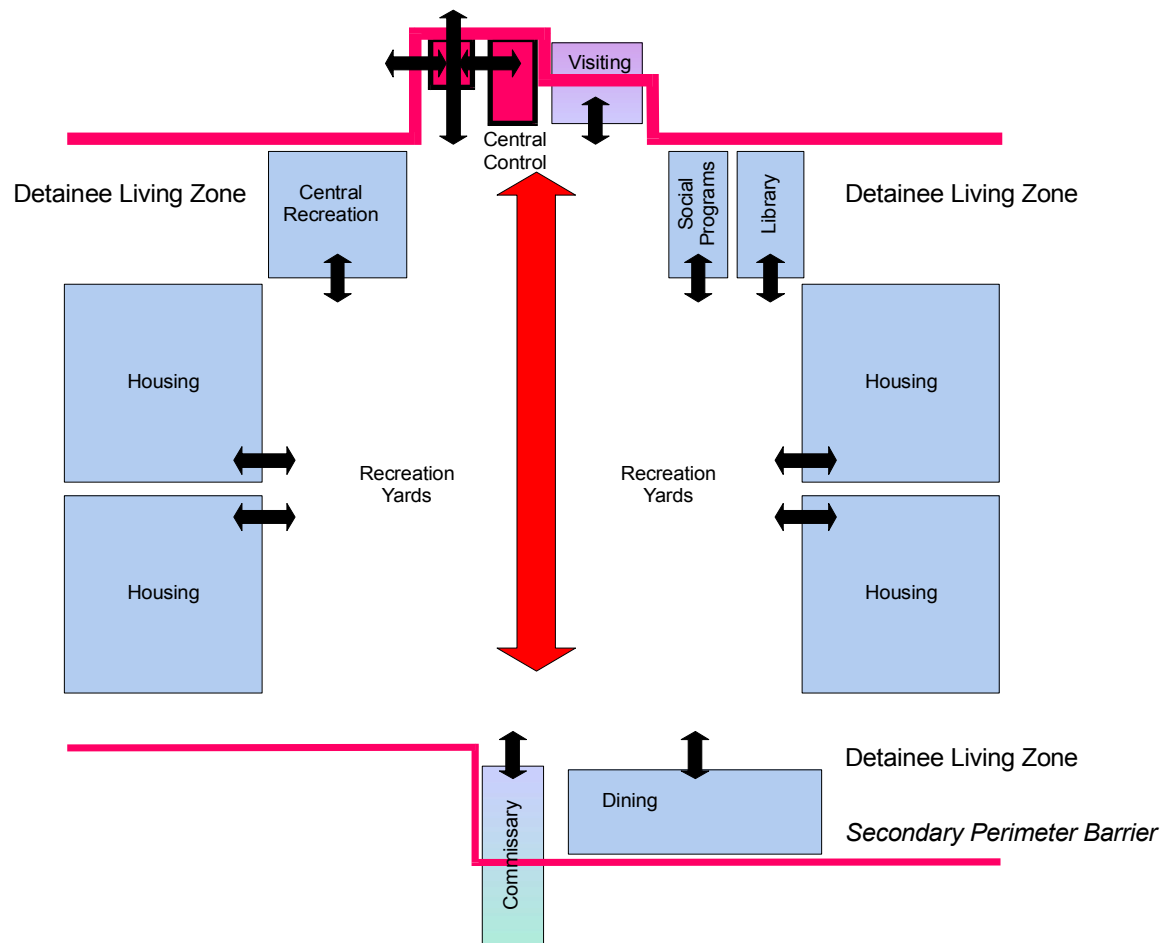 Visiting
Central
Control
Detainee Living Zone
Central
Recreation
Social
Programs
Library
Detainee Living Zone
Housing
Housing
Recreation
Yards
Recreation
Yards
Housing
Housing
Detainee Living Zone
Dining
Commissary
Secondary Perimeter Barrier